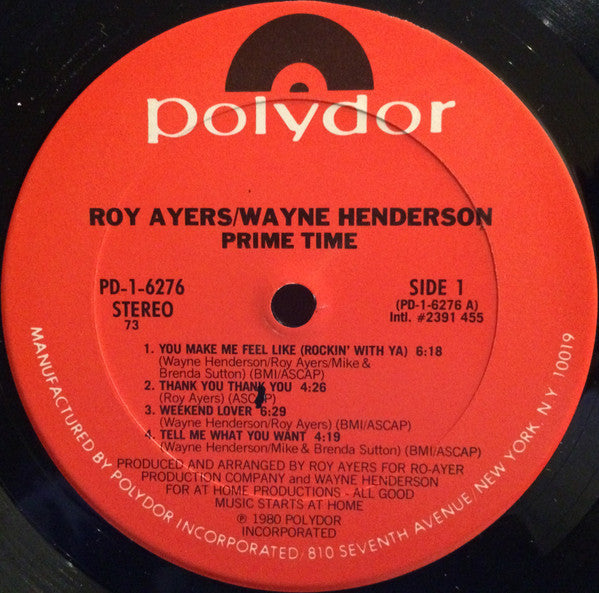 polydor
ROY AYERS/WAYNE HENDERSON
PRIME TIME
PD-1-6276
STEREO
73
SIDE 1
(PD-1-6276 A)
Intl. #2391 455
1. YOU MAKE ME FEEL LIKE (ROCKIN' WITH YA) 6:18
(Wayne Henderson/Roy Ayers/Mike &
Brenda Sutton) (BMI/ASCAP)
2. THANK YOU THANK YOU 4:26
(Roy Ayers) (ASCAP)
3. WEEKEND LOVER 6:29
(Wayne Henderson/Roy Ayers) (BMI/ASCAP)
4. TELL ME WHAT YOU WANT 4:19
(Wayne Henderson/Mike & Brenda Sutton) (BMI/ASCAP)
PRODUCED AND ARRANGED BY ROY AYERS FOR RO-AYER
PRODUCTION COMPANY and WAYNE HENDERSON
FOR AT HOME PRODUCTIONS - ALL GOOD
MUSIC STARTS AT HOME
℗ 1980 POLYDOR
INCORPORATED
MANUFACTURED BY POLYDOR INCORPORATED/810 SEVENTH AVENUE/NEW YORK. N.Y. 10019